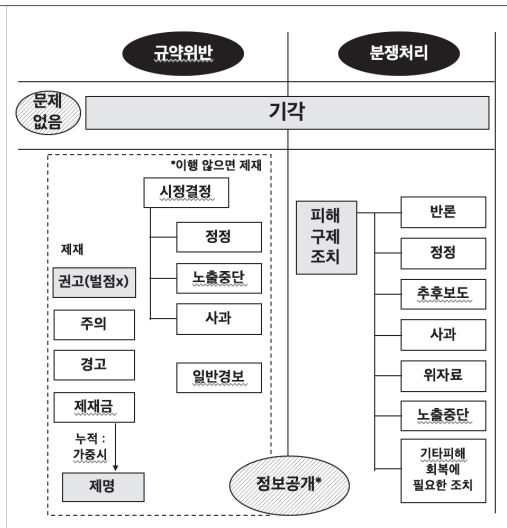 규약위반
분쟁처리
문제
없음
기각
*이행 않으면 제재
시정결정
정정
노출중단
사과
일반경보
제재
권고(벌점x)
주의
경고
제재금
누적 :
가중시
제명
정보공개*
피해
구제
조치
반론
정정
추후보도
사과
위자료
노출중단
기타피해
회복에
필요한 조치